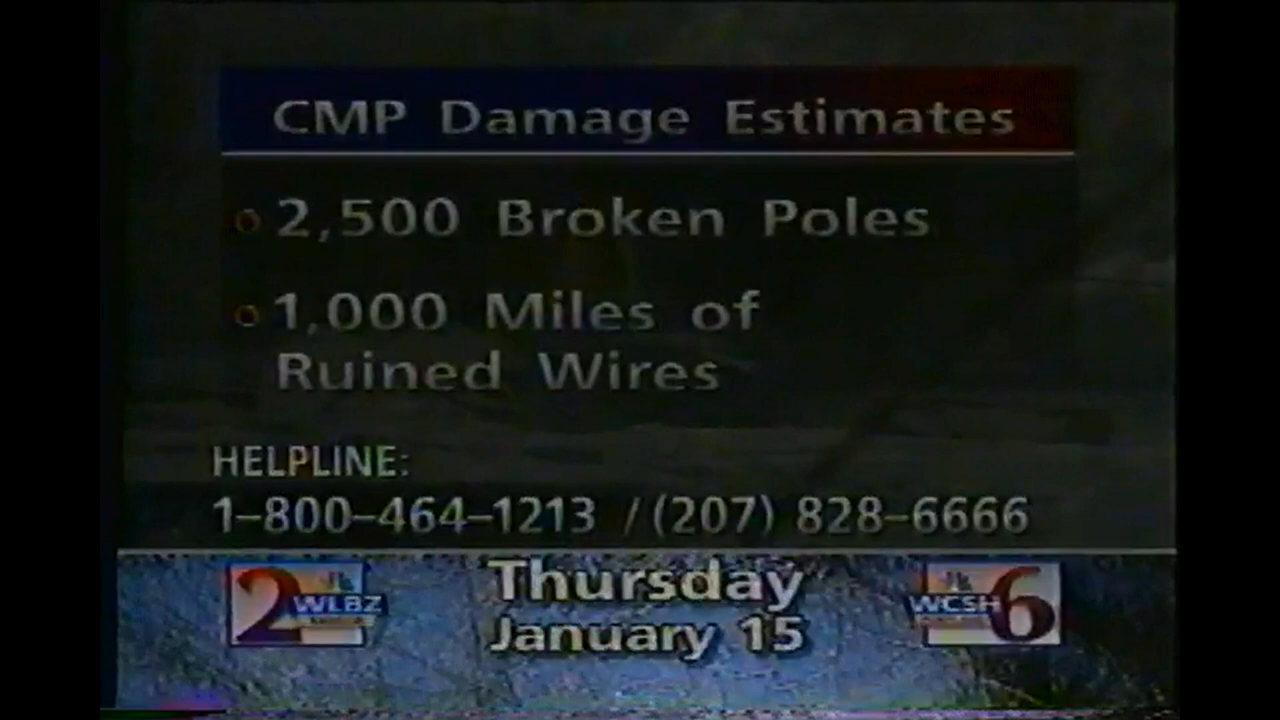 CMP Damage Estimates
o 2,500 Broken Poles
o 1,000 Miles of
Ruined Wires
HELPLINE:
1-800-464-1213 / (207) 828-6666
2 WLBZ
Thursday
January 15
WCSH 6